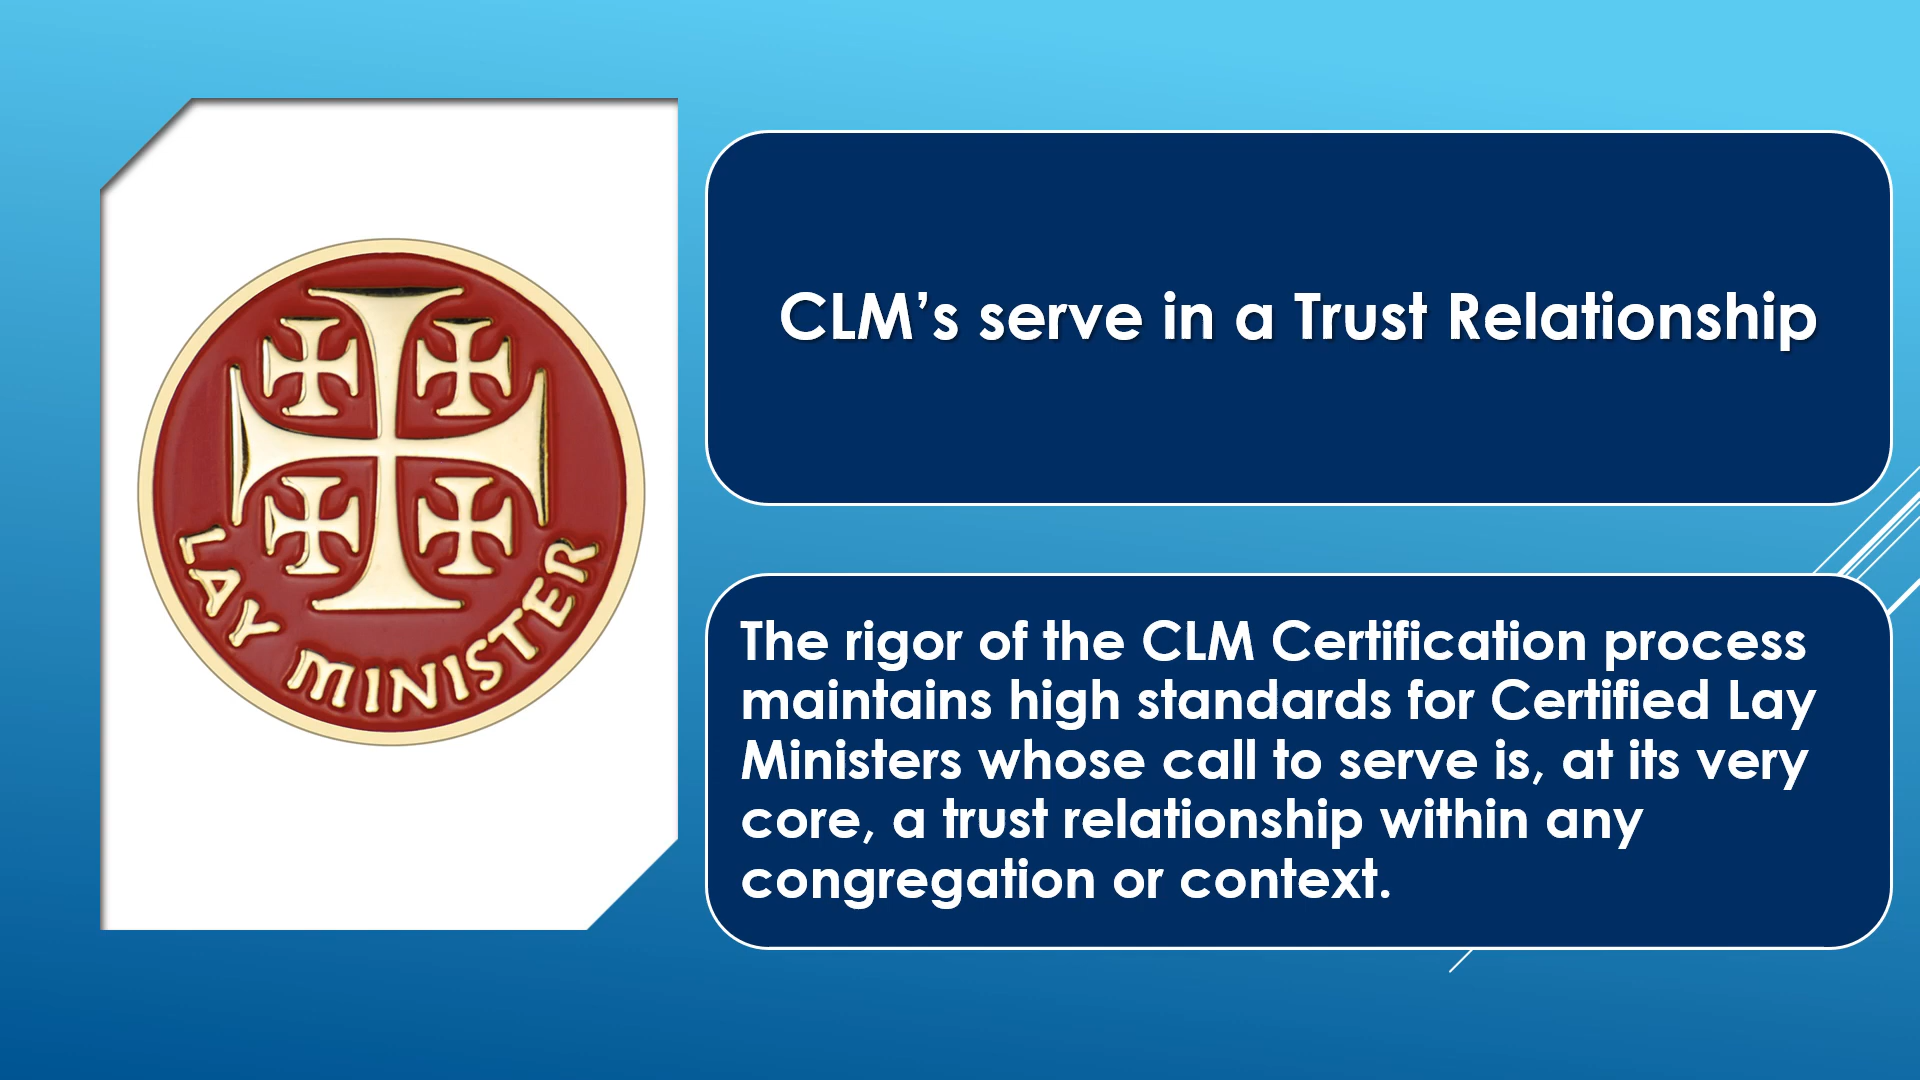 LAY MINISTER
CLM’s serve in a Trust Relationship
The rigor of the CLM Certification process
maintains high standards for Certified Lay
Ministers whose call to serve is, at its very
core, a trust relationship within any
congregation or context.